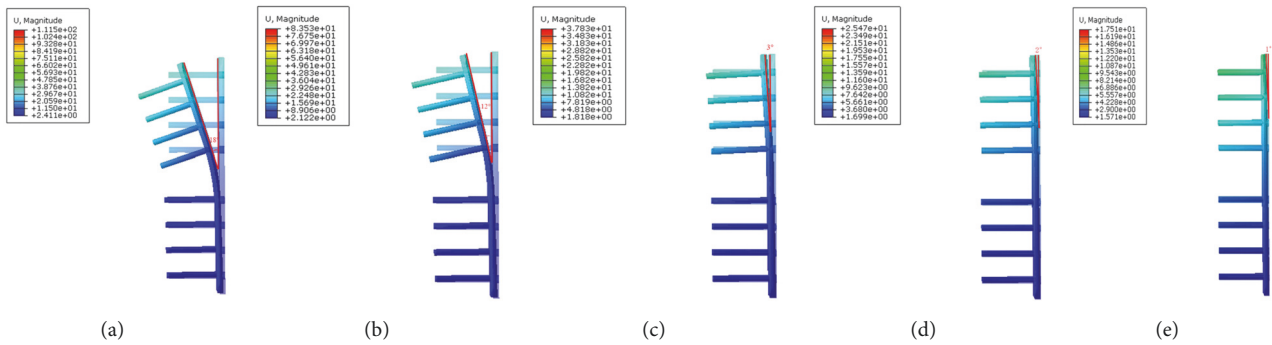 U, Magnitude
+1.115e+02
+1.024e+02
+9.328e+01
+8.419e+01
+7.511e+01
+6.602e+01
+5.693e+01
+4.785e+01
+3.876e+01
+2.967e+01
+2.059e+01
+1.150e+01
+2.411e+00
18°
(a)
U, Magnitude
+8.353e+01
+7.675e+01
+6.997e+01
+6.318e+01
+5.640e+01
+4.961e+01
+4.283e+01
+3.604e+01
+2.926e+01
+2.248e+01
+1.569e+01
+8.906e+00
+2.122e+00
12°
(b)
U, Magnitude
+3.783e+01
+3.483e+01
+3.183e+01
+2.882e+01
+2.582e+01
+2.282e+01
+1.982e+01
+1.682e+01
+1.382e+01
+1.082e+01
+7.819e+00
+4.818e+00
+1.818e+00
3°
(c)
U, Magnitude
+2.547e+01
+2.349e+01
+2.151e+01
+1.953e+01
+1.755e+01
+1.557e+01
+1.359e+01
+1.160e+01
+9.623e+00
+7.642e+00
+5.661e+00
+3.680e+00
+1.699e+00
2°
(d)
U, Magnitude
+1.751e+01
+1.619e+01
+1.486e+01
+1.353e+01
+1.220e+01
+1.087e+01
+9.543e+00
+8.214e+00
+6.886e+00
+5.557e+00
+4.228e+00
+2.900e+00
+1.571e+00
1°
(e)